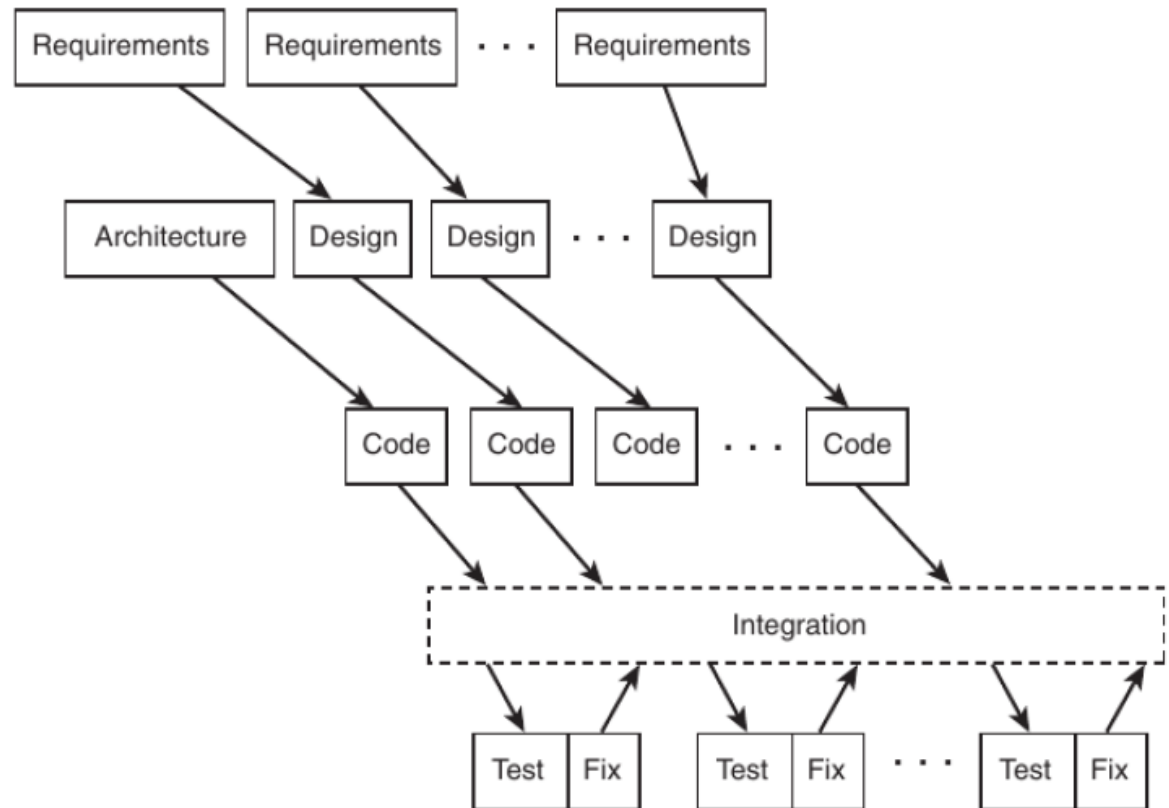 Requirements Requirements . . . Requirements
Architecture Design Design . . . Design
Code Code Code . . . Code
Integration
Test Fix Test Fix . . . Test Fix